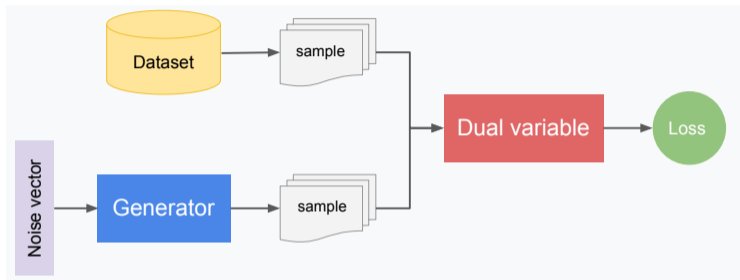 Dataset
sample
Dual variable
Loss
Noise vector
Generator
sample